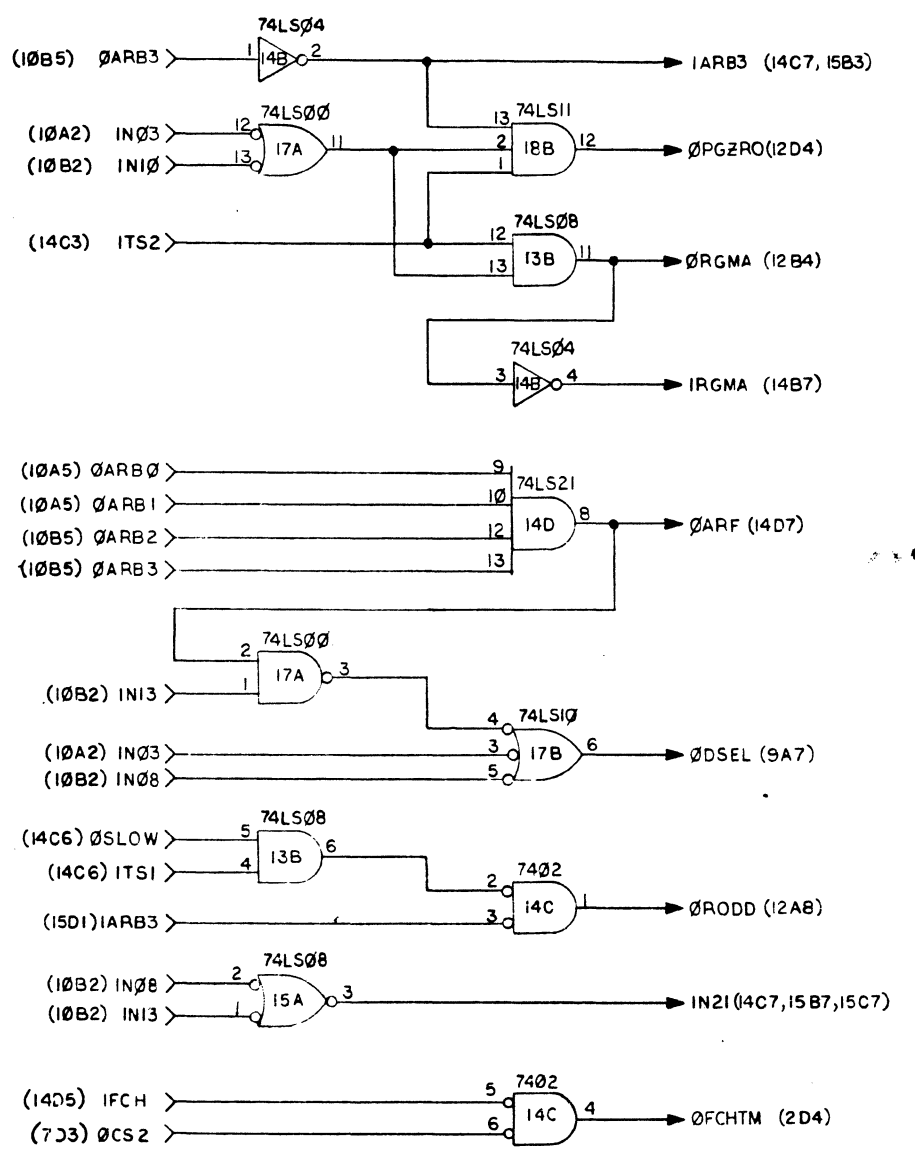 74LSØ4
(1ØB5) ØARB3 1 14B 2 1ARB3 (14C7, 15B3)
74LSØØ 74LS11
(1ØA2) INØ3 12 13
17A 11 2 18B 12 ØPGZRO(12D4)
(1ØB2) IN1Ø 13 1
74LSØ8
(14C3) ITS2 12
13B 11 ØRGMA (12B4)
13
74LSØ4
3 14B 4 IRGMA (14B7)
(1ØA5) ØARBØ 9
74LS21
(1ØA5) ØARB1 10
14D 8 ØARF (14D7)
(1ØB5) ØARB2 12
(1ØB5) ØARB3 13
74LSØØ
2
17A 3
(1ØB2) IN13 1
74LS1Ø
4
(1ØA2) INØ3 3 17B 6 ØDSEL (9A7)
(1ØB2) INØ8 5
74LSØ8
(14C6) ØSLOW 5
13B 6
(14C6) ITS1 4
74Ø2
2
14C 1 ØRODD (12A8)
(15D1) 1ARB3 3
74LSØ8
(1ØB2) INØ8 2
15A 3 IN21 (14C7,15B7,15C7)
(1ØB2) IN13 1
74Ø2
(14D5) IFCH 5
14C 4 ØFCHTM (2D4)
(7D3) ØCS2 6